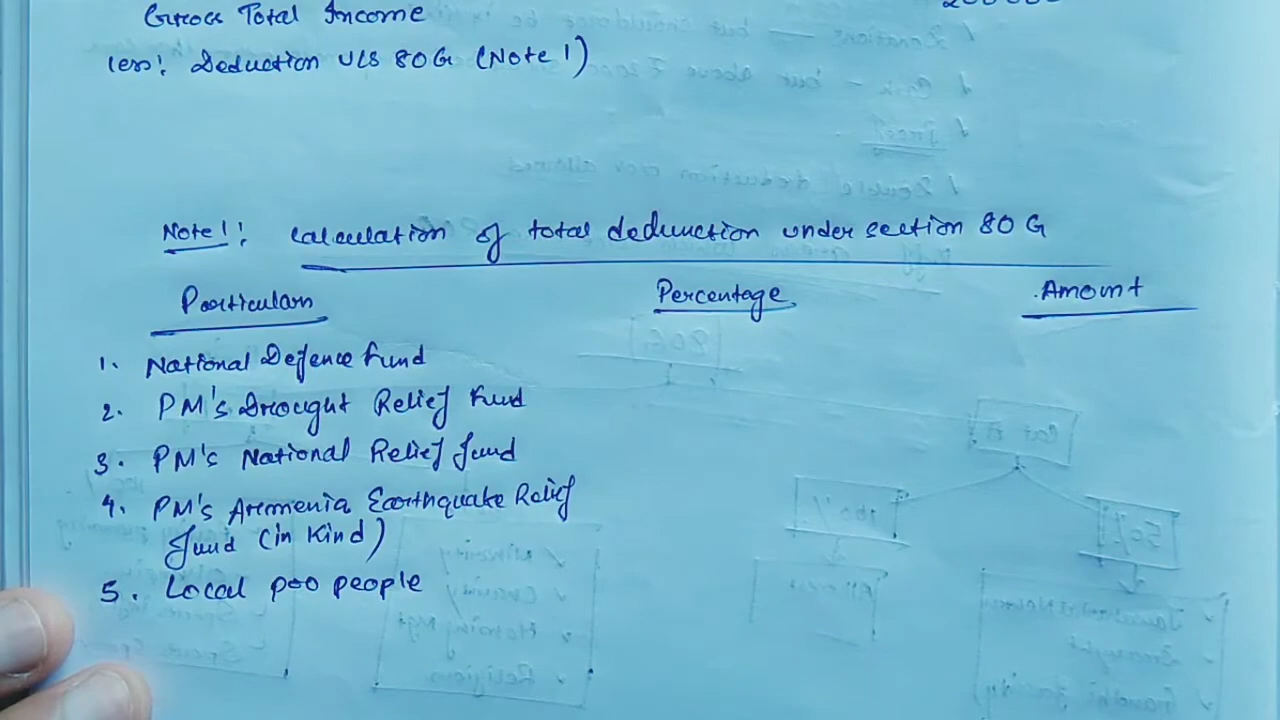 Gross Total Income
less: Deduction U/S 80G (Note 1)
Note 1: Calculation of total deduction under section 80 G
Particulars Percentage Amount
1. National Defence Fund
2. PM's Drought Relief Fund
3. PM's National Relief Fund
4. PM's Armenia Earthquake Relief
Fund (in Kind)
5. Local poo people